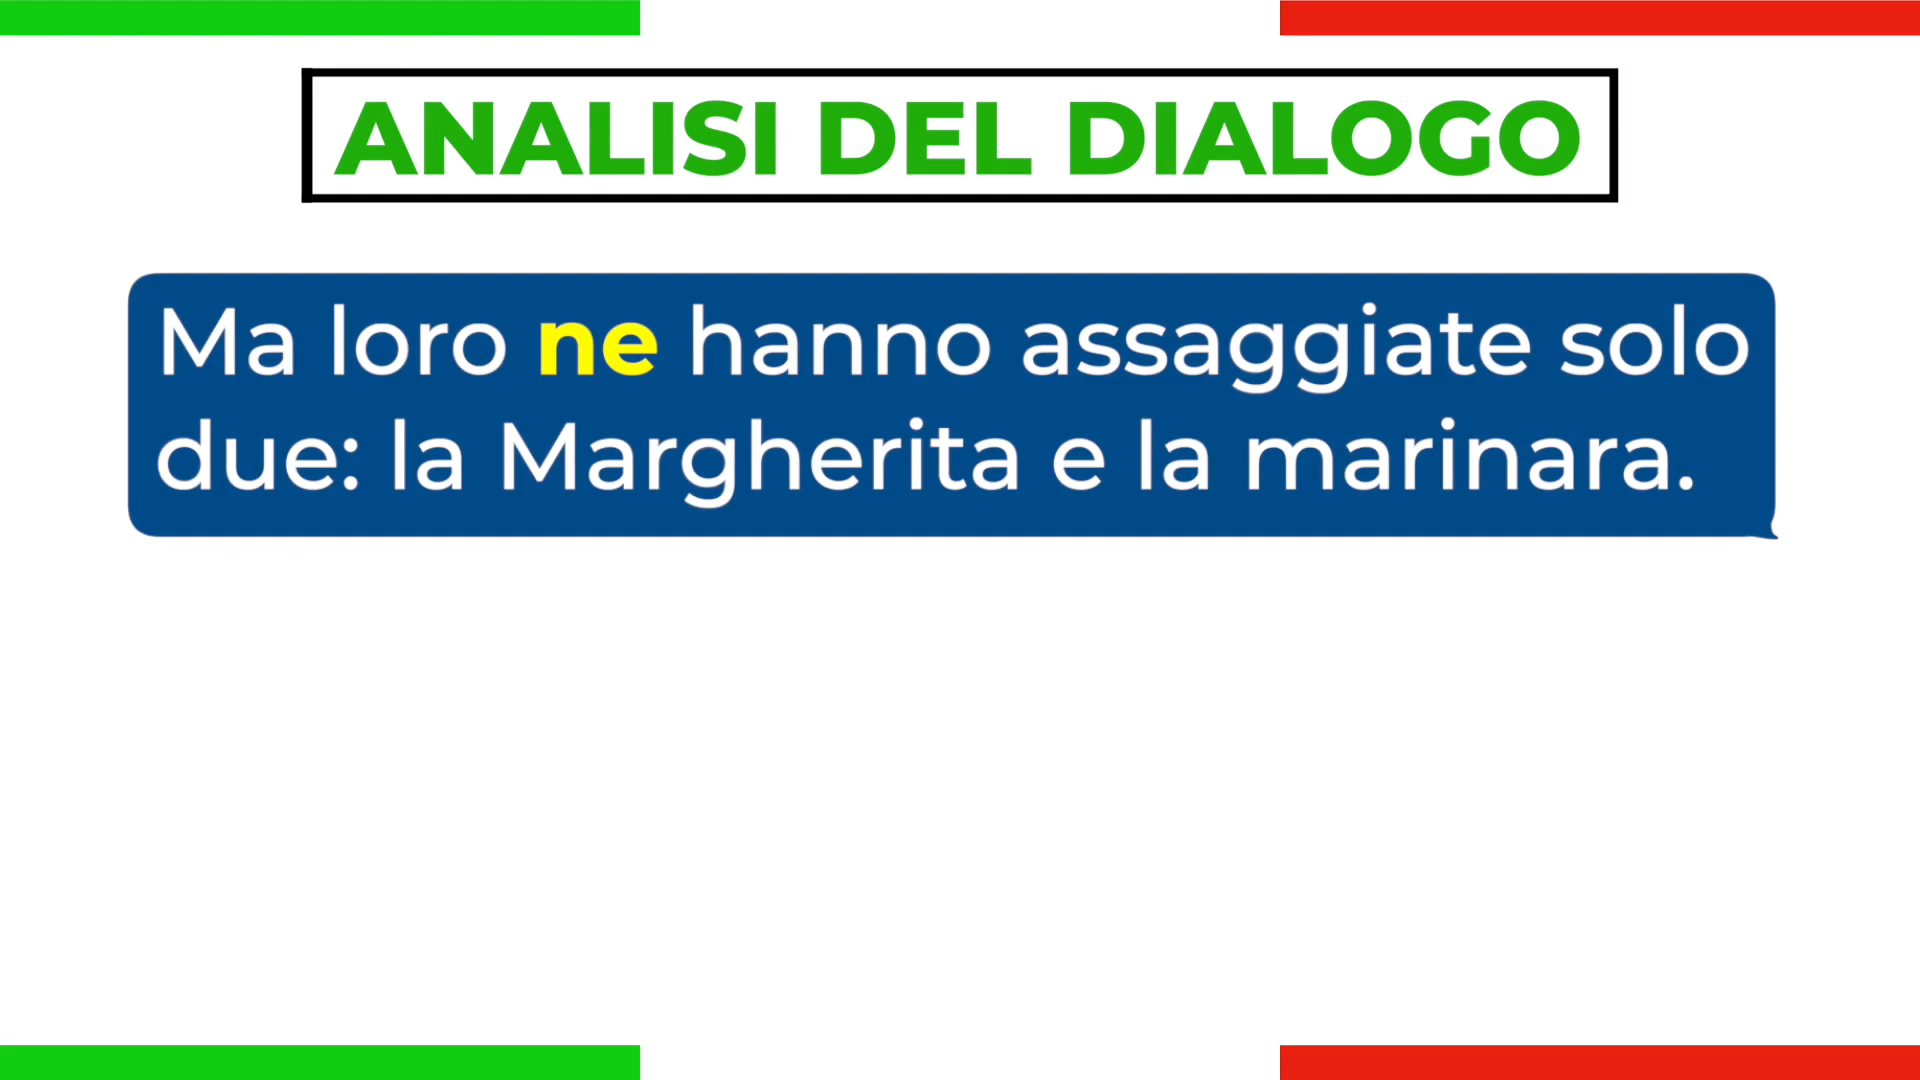 ANALISI DEL DIALOGO
Ma loro ne hanno assaggiate solo
due: la Margherita e la marinara.